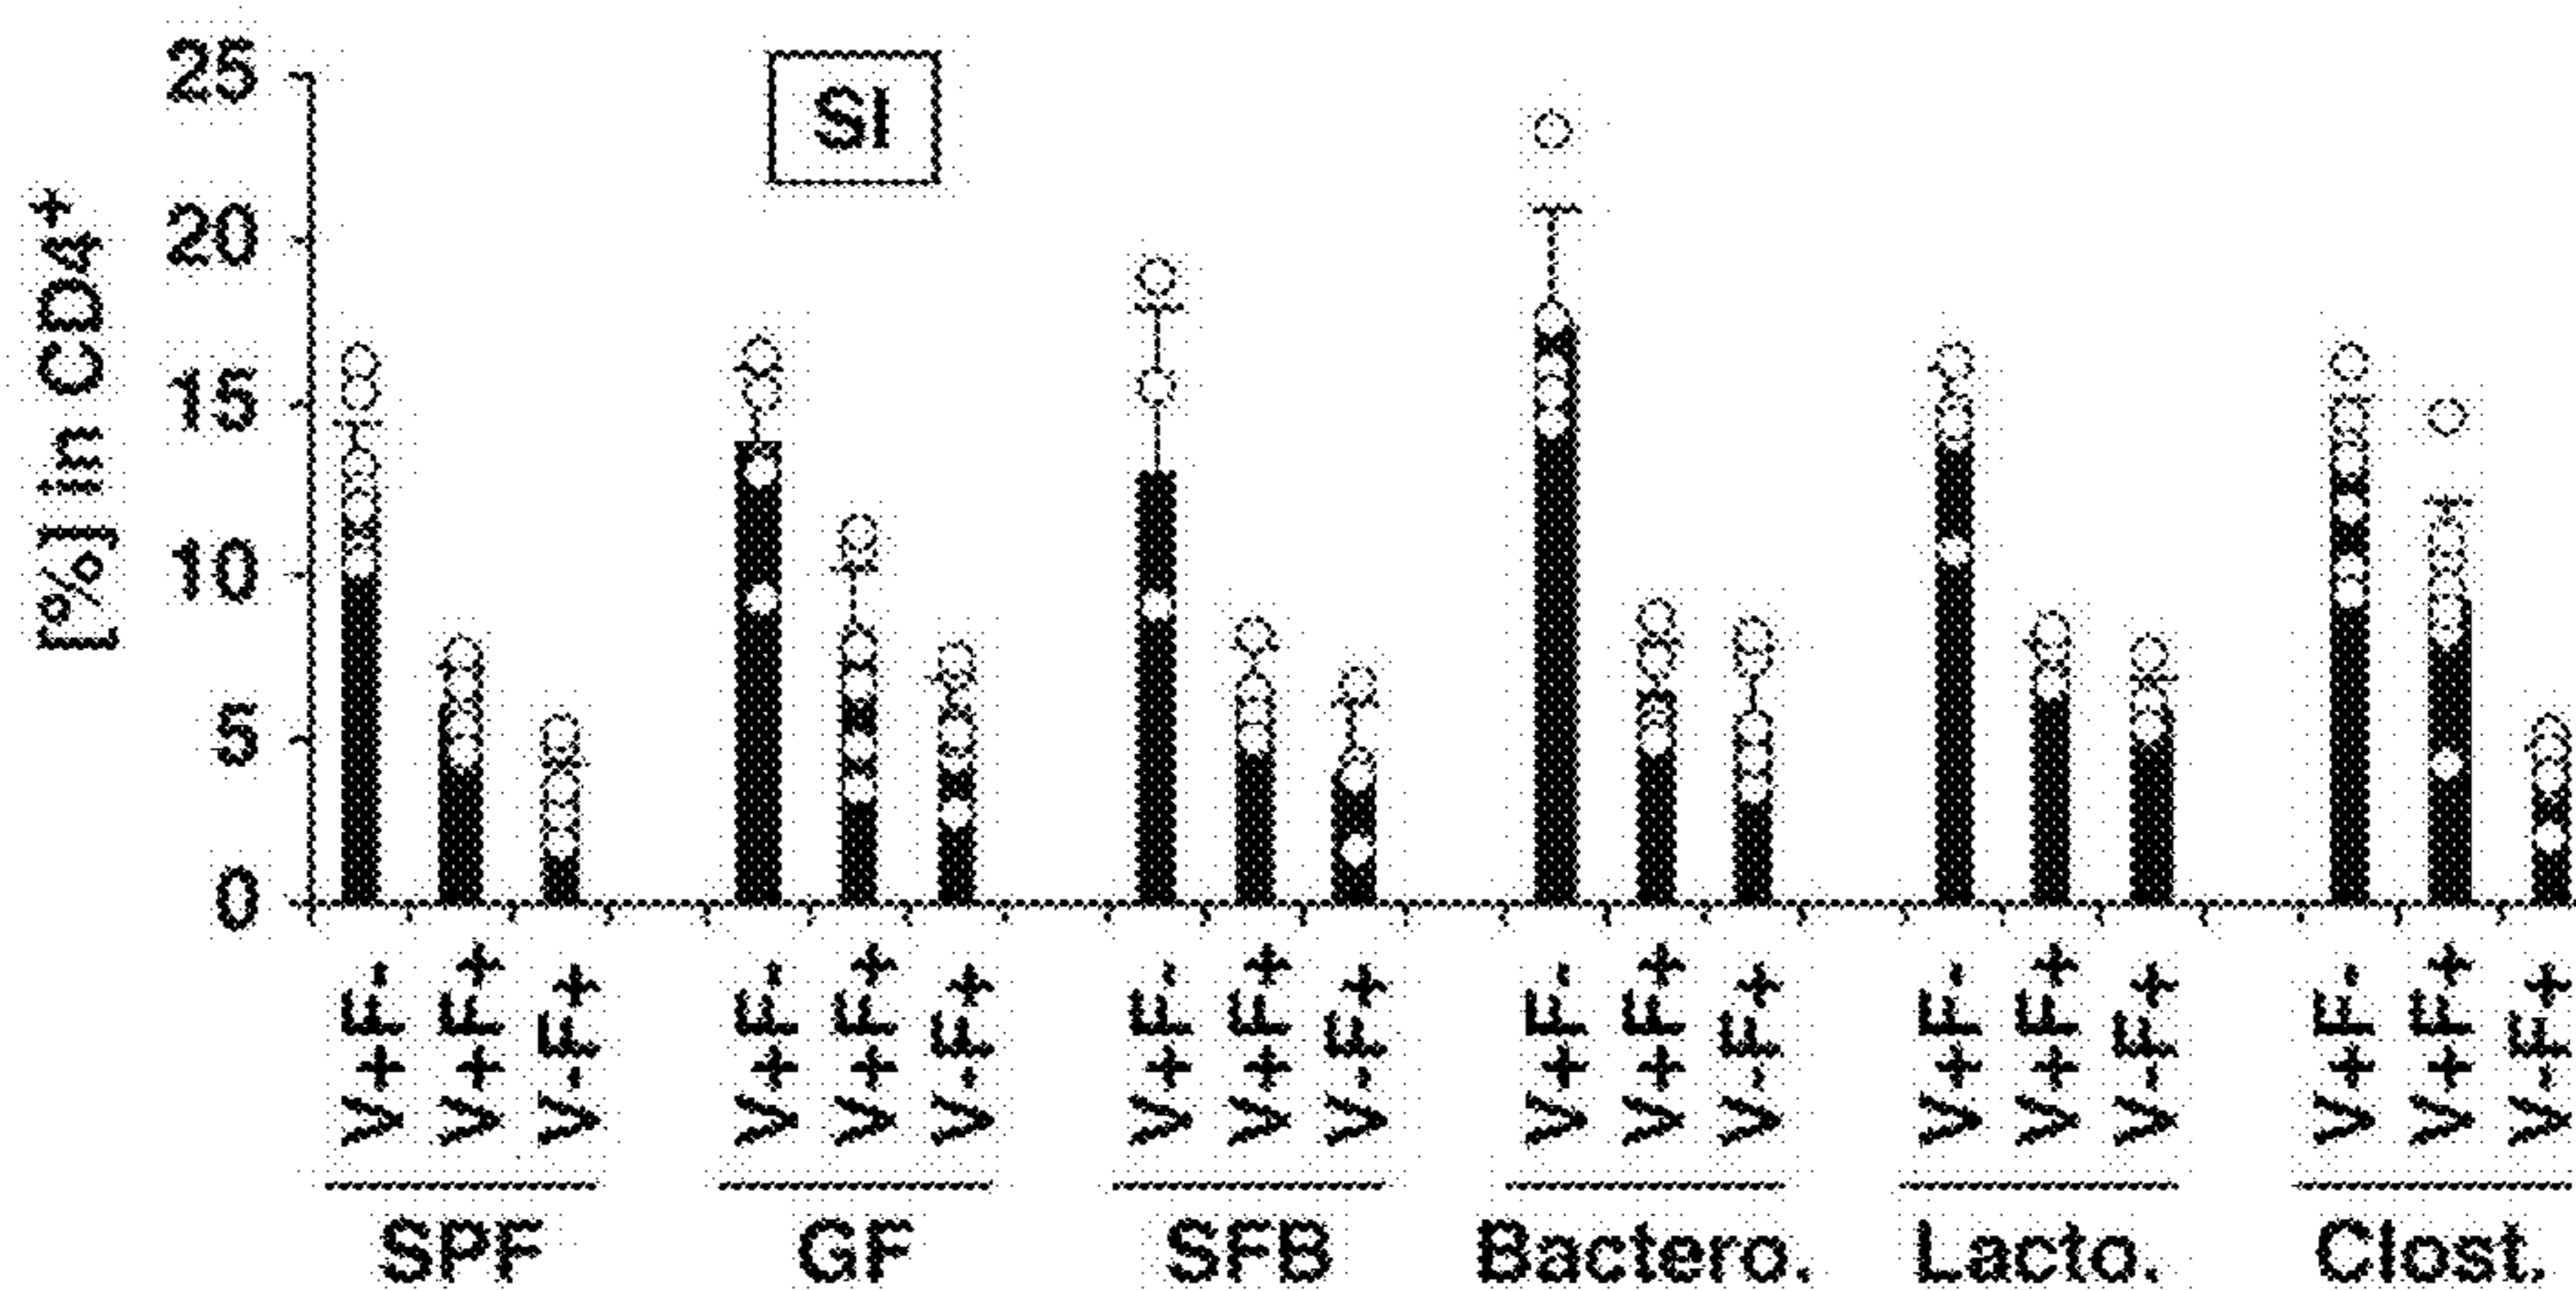 SI
[%] in CD4+
25
20
15
10
5
0
V+F- V+F+ V-F+ V+F- V+F+ V-F+ V+F- V+F+ V-F+ V+F- V+F+ V-F+ V+F- V+F+ V-F+ V+F- V+F+ V-F+
SPF GF SFB Bactero. Lacto. Clost.